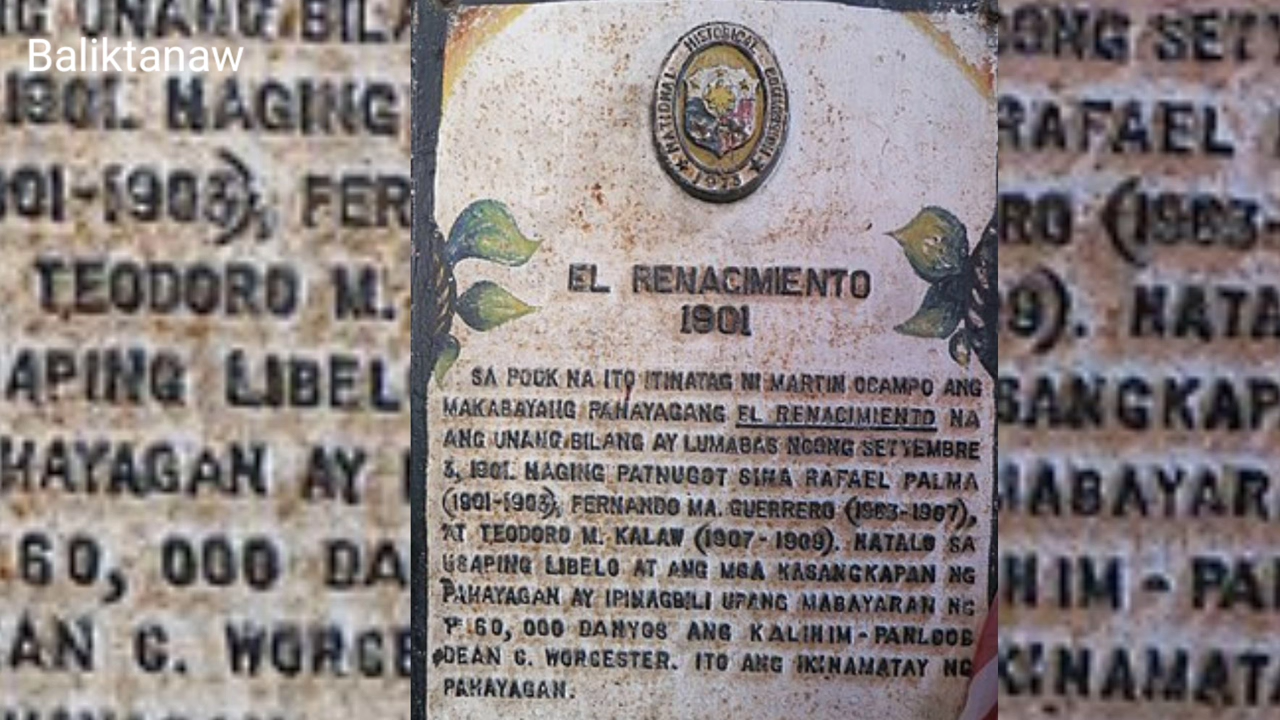 Baliktanaw
NATIONAL HISTORICAL
1973
EL RENACIMIENTO
1901
SA POOK NA ITO ITINATAG NI MARTIN OCAMPO ANG
MAKABAYANG PAHAYAGANG EL RENACIMIENTO NA
ANG UNANG BILANG AY LUMABAS NOONG SETYEMBRE
3, 1901. NAGING PATNUGOT SINA RAFAEL PALMA
(1901-1903), FERNANDO MA. GUERRERO (1903-1907),
AT TEODORO M. KALAW (1907-1909). NATALO SA
USAPING LIBELO AT ANG MGA KASANGKAPAN NG
PAHAYAGAN AY IPINAGBILI UPANG MABAYARAN NG
₱ 60,000 DANYOS ANG KALIHIM-PANLOOB
DEAN C. WORCESTER. ITO ANG IKINAMATAY NG
PAHAYAGAN.